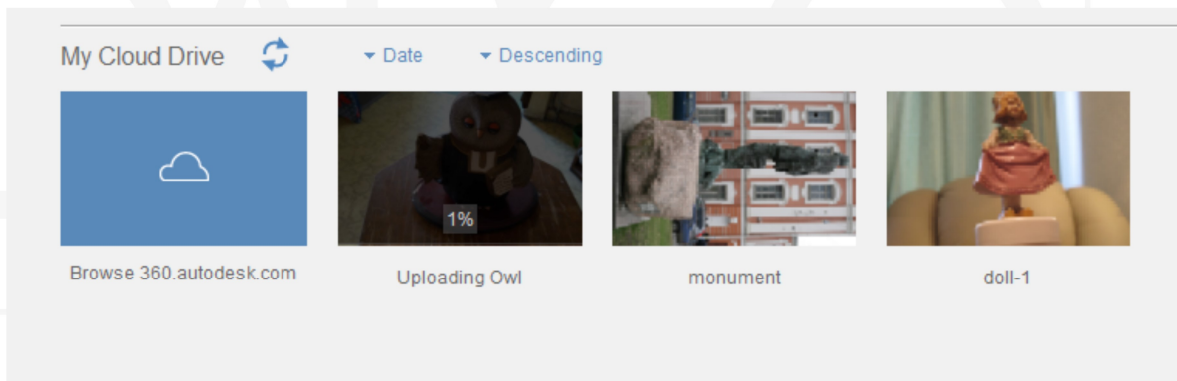 My Cloud Drive
Date
Descending
1%
Browse 360.autodesk.com
Uploading Owl
monument
doll-1